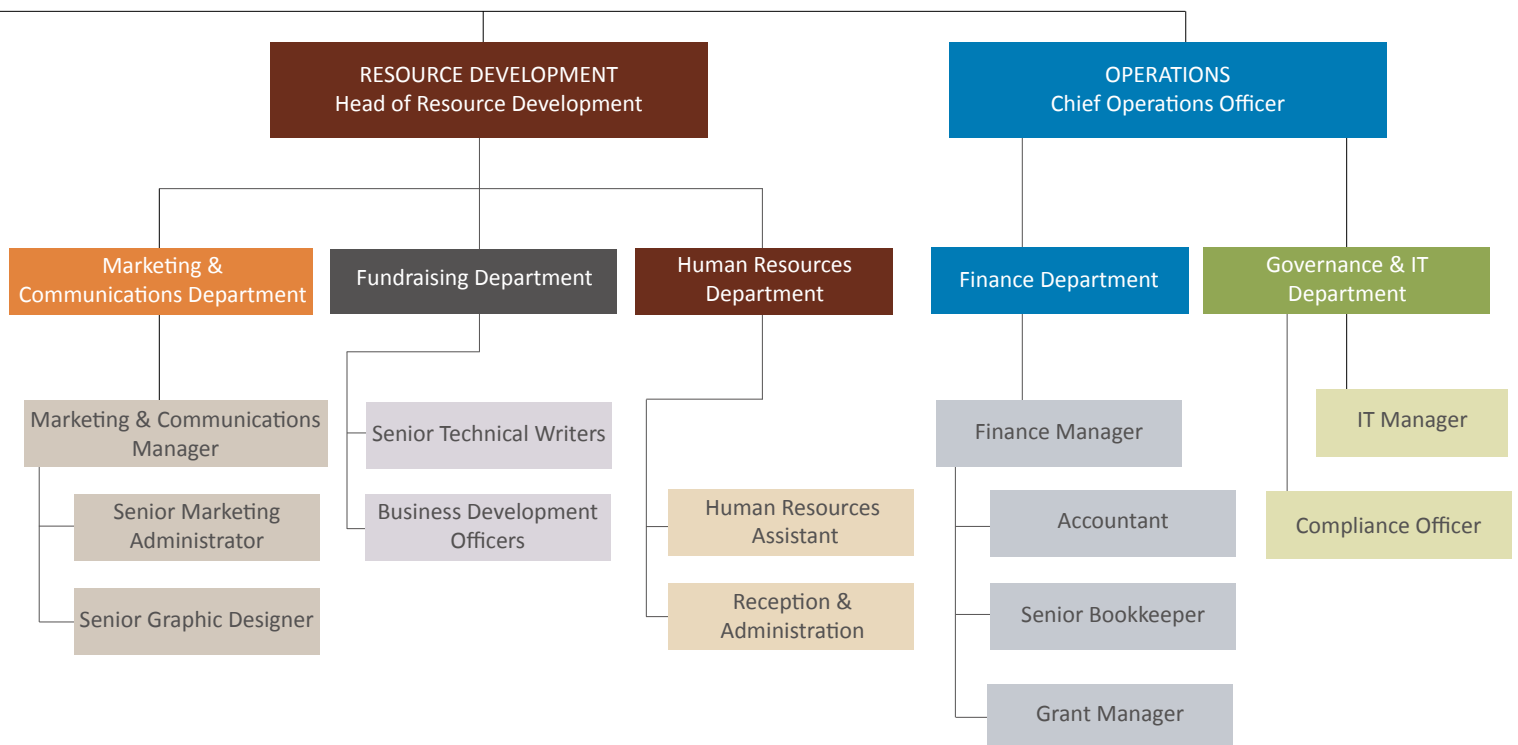 RESOURCE DEVELOPMENT
Head of Resource Development
OPERATIONS
Chief Operations Officer
Marketing &
Communications Department
Fundraising Department
Human Resources
Department
Finance Department
Governance & IT
Department
Marketing & Communications
Manager
Senior Marketing
Administrator
Senior Graphic Designer
Senior Technical Writers
Business Development
Officers
Human Resources
Assistant
Reception &
Administration
Finance Manager
Accountant
Senior Bookkeeper
Grant Manager
IT Manager
Compliance Officer